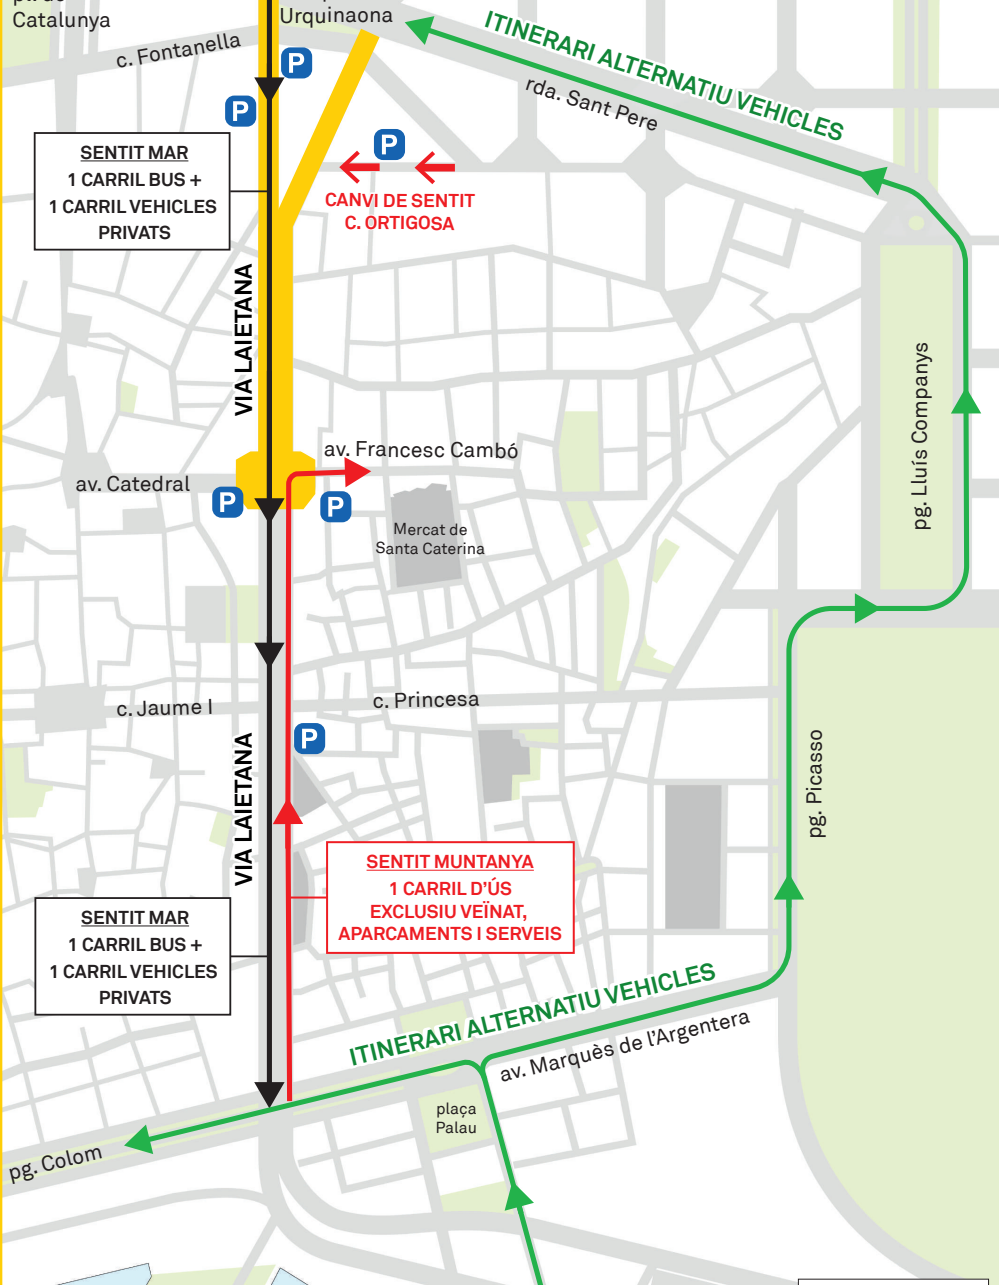 Catalunya
Urquinaona
c. Fontanella
P
P
ITINERARI ALTERNATIU VEHICLES
rda. Sant Pere
SENTIT MAR
1 CARRIL BUS +
1 CARRIL VEHICLES
PRIVATS
P
CANVI DE SENTIT
C. ORTIGOSA
VIA LAIETANA
pg. Lluís Companys
av. Francesc Cambó
av. Catedral
P
P
Mercat de
Santa Caterina
c. Jaume I
c. Princesa
P
VIA LAIETANA
pg. Picasso
SENTIT MUNTANYA
1 CARRIL D'ÚS
EXCLUSIU VEÏNAT,
APARCAMENTS I SERVEIS
SENTIT MAR
1 CARRIL BUS +
1 CARRIL VEHICLES
PRIVATS
ITINERARI ALTERNATIU VEHICLES
av. Marquès de l'Argentera
plaça
Palau
pg. Colom